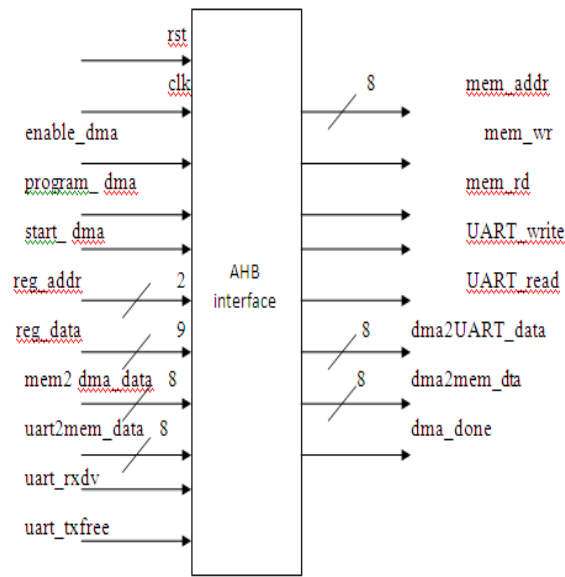 rst
clk
8 mem_addr
enable_dma
mem_wr
program_ dma
mem_rd
start_ dma
UART_write
reg_addr 2
UART_read
AHB
interface
reg_data 9
8 dma2UART_data
mem2 dma_data 8
8 dma2mem_dta
uart2mem_data 8
dma_done
uart_rxdv
uart_txfree